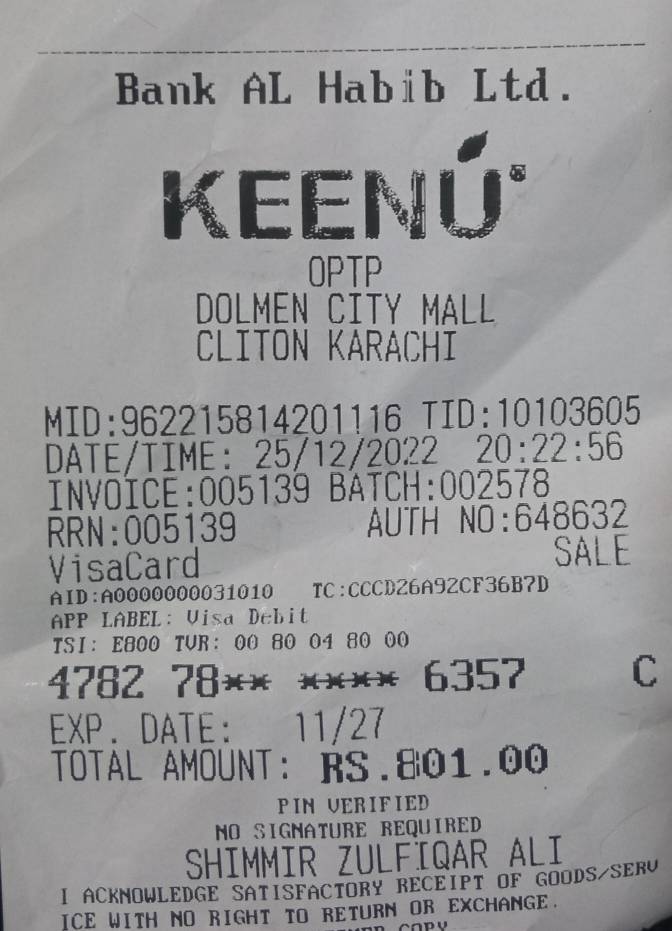 Bank AL Habib Ltd.
KEENÚ
OPTP
DOLMEN CITY MALL
CLITON KARACHI
MID:962215814201116 TID:10103605
DATE/TIME: 25/12/2022 20:22:56
INVOICE:005139 BATCH:002578
RRN:005139 AUTH NO:648632
VisaCard SALE
AID:A0000000031010 TC:CCCD26A92CF36B7D
APP LABEL: Visa Debit
TSI: E800 TVR: 00 80 04 80 00
4782 78** **** 6357 C
EXP. DATE: 11/27
TOTAL AMOUNT: RS.801.00
PIN VERIFIED
NO SIGNATURE REQUIRED
SHIMMIR ZULFIQAR ALI
I ACKNOWLEDGE SATISFACTORY RECEIPT OF GOODS/SERV
ICE WITH NO RIGHT TO RETURN OR EXCHANGE.
COPY